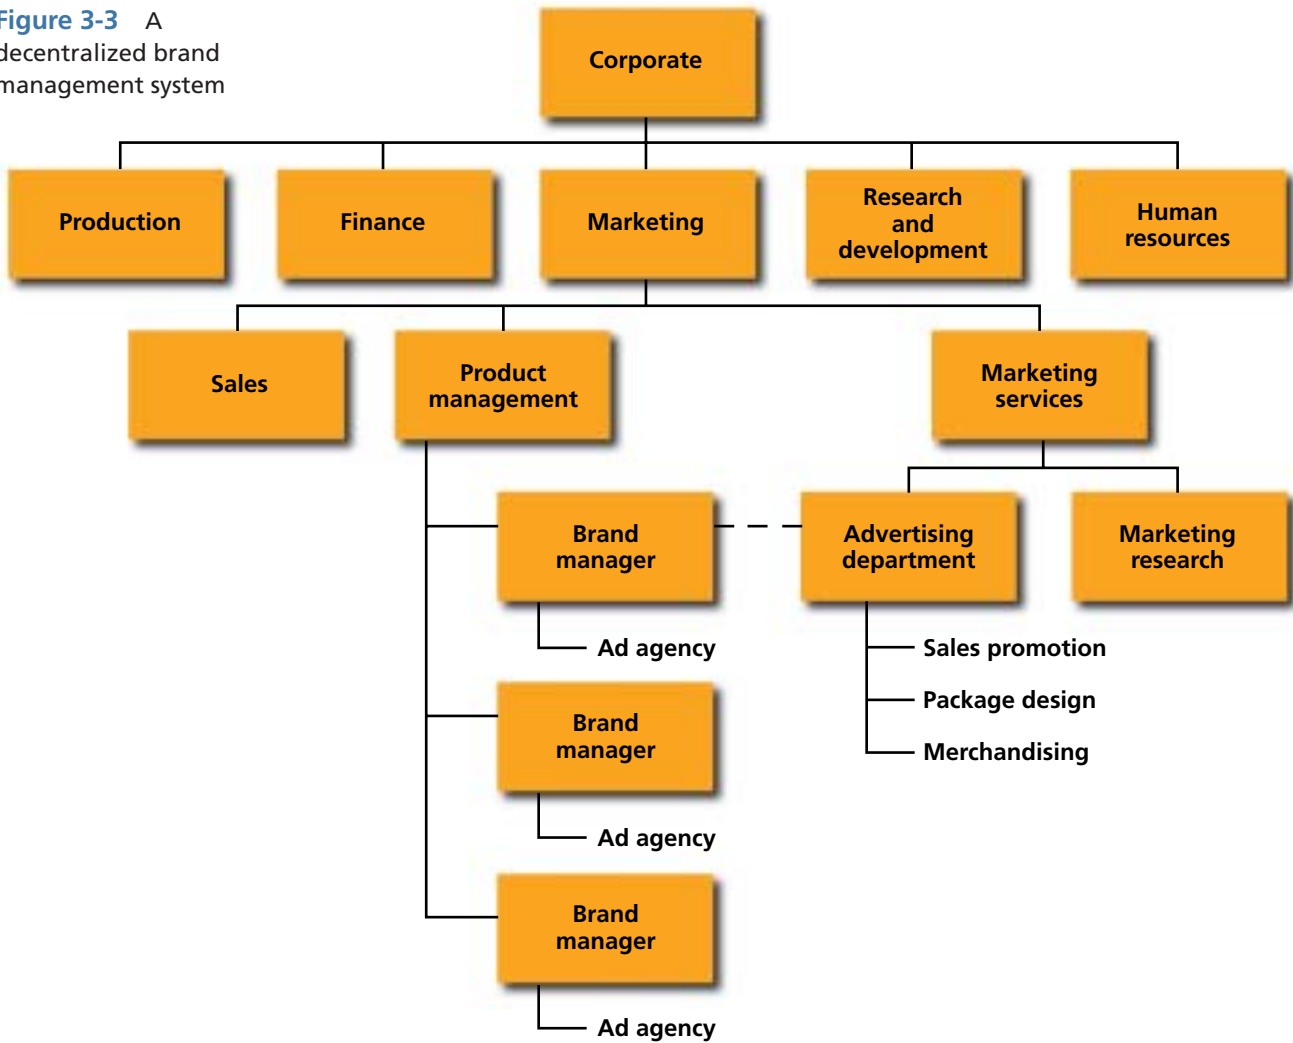 Figure 3-3 A
decentralized brand
management system
Corporate
Production
Finance
Marketing
Research
and
development
Human
resources
Sales
Product
management
Marketing
services
Brand
manager
Advertising
department
Marketing
research
Ad agency
Sales promotion
Package design
Merchandising
Brand
manager
Ad agency
Brand
manager
Ad agency